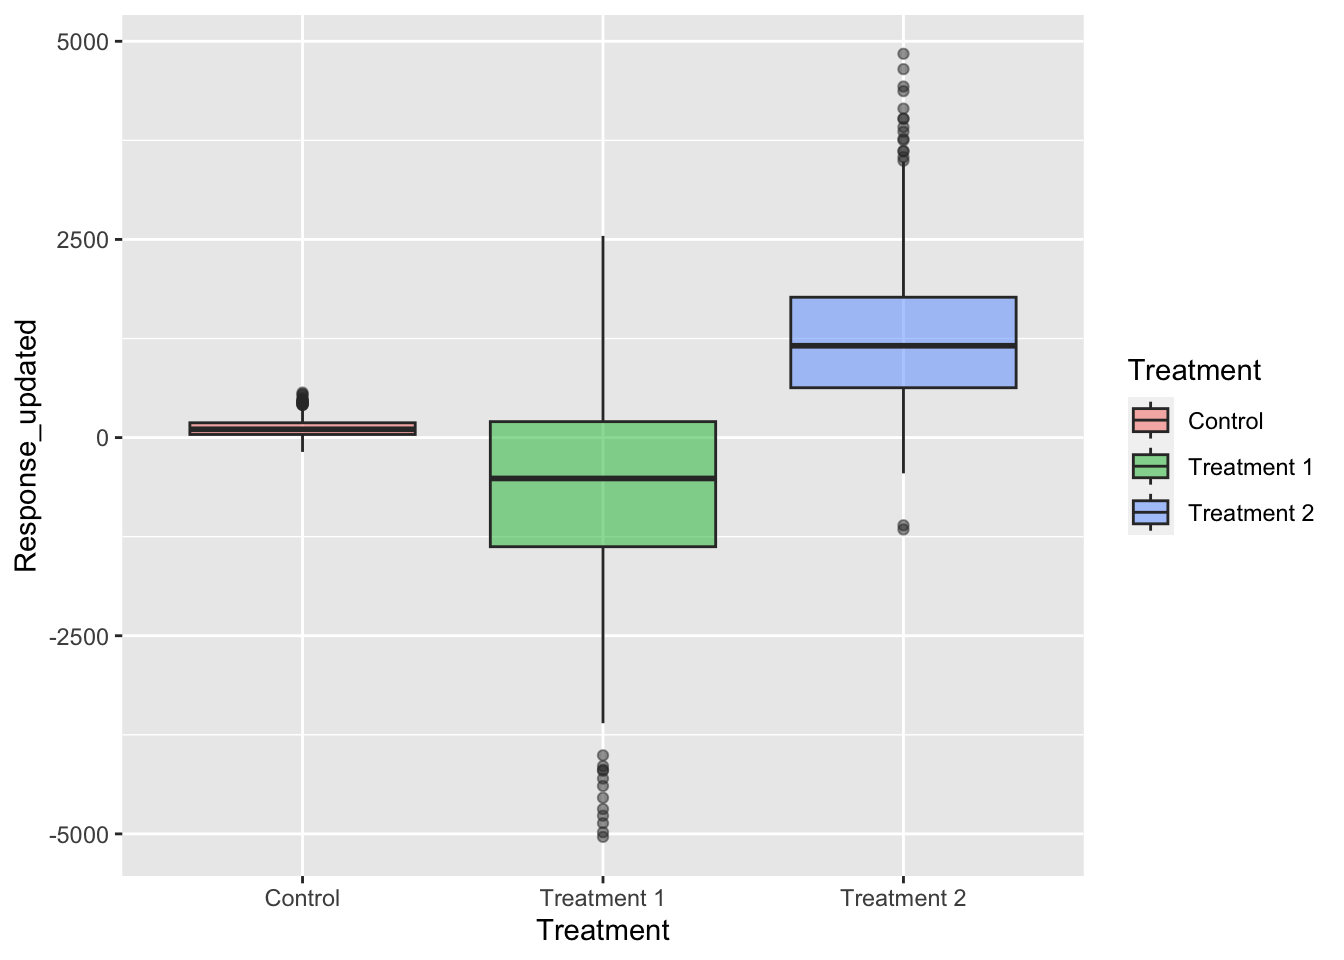 5000
2500
0
-2500
-5000
Response_updated
Control
Treatment 1
Treatment 2
Treatment
Treatment
Control
Treatment 1
Treatment 2